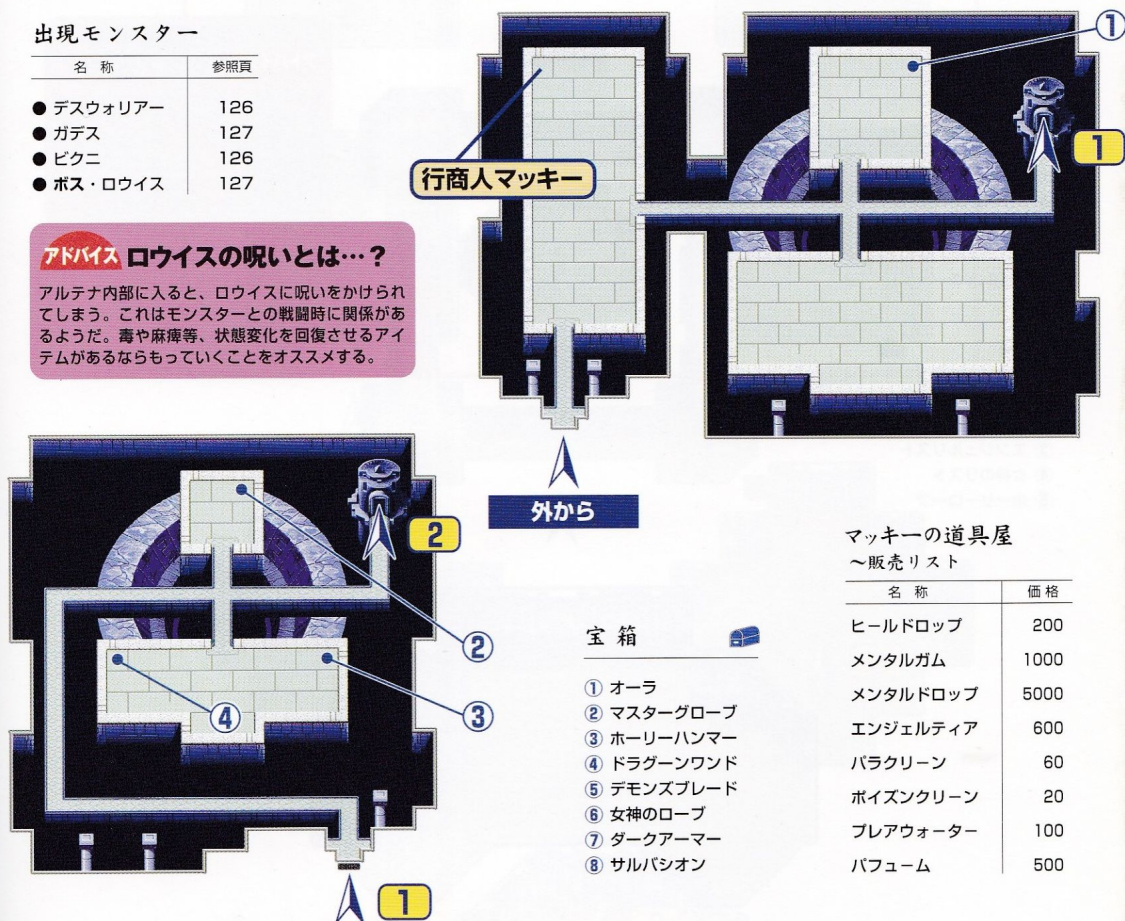 出現モンスター
名称 参照頁
● デスウォリアー 126
● ガデス 127
● ビクニ 126
● ボス・ロウイス 127
アドバイス ロウイスの呪いとは…？
アルテナ内部に入ると、ロウイスに呪いをかけられ
てしまう。これはモンスターとの戦闘時に関係があ
るようだ。毒や麻痺等、状態変化を回復させるアイ
テムがあるならもっていくことをオススメする。
行商人マッキー
①
1
外から
2
②
③
④
1
宝箱
① オーラ
② マスターグローブ
③ ホーリーハンマー
④ ドラグーンワンド
⑤ デモンズブレード
⑥ 女神のローブ
⑦ ダークアーマー
⑧ サルバシオン
マッキーの道具屋
～販売リスト
名称 価格
ヒールドロップ 200
メンタルガム 1000
メンタルドロップ 5000
エンジェルティア 600
パラクリーン 60
ポイズンクリーン 20
プレアウォーター 100
パフューム 500